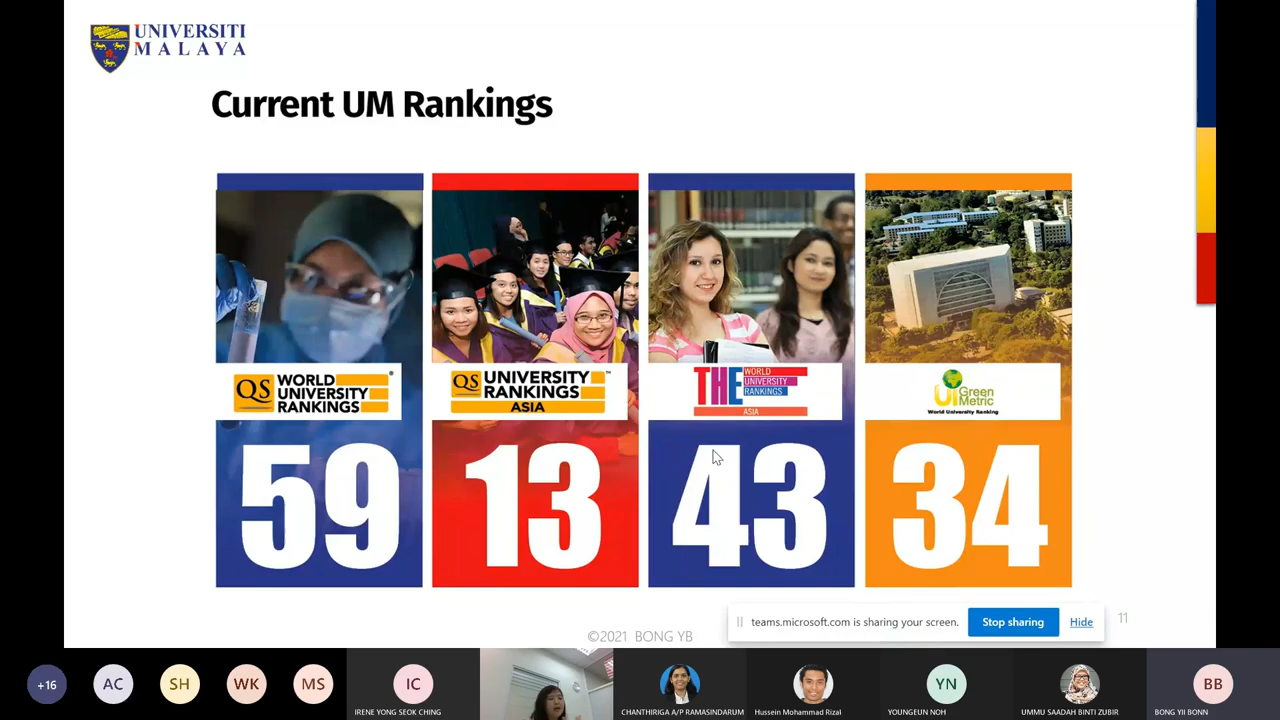 UNIVERSITI
MALAYA
Current UM Rankings
QS WORLD UNIVERSITY RANKINGS ®
QS UNIVERSITY RANKINGS ™
ASIA
THE WORLD UNIVERSITY RANKINGS
ASIA
UI Green Metric
World University Ranking
59
13
43
34
teams.microsoft.com is sharing your screen.
Stop sharing
Hide
11
©2021 BONG YB
+16
AC
SH
WK
MS
IC
IRENE YONG SEOK CHING
CHANTHIRIGA A/P RAMASINDARUM
Hussein Mohammad Rizal
YN
YOUNGEUN NOH
UMMU SAADAH BINTI ZUBIR
BB
BONG YII BONN